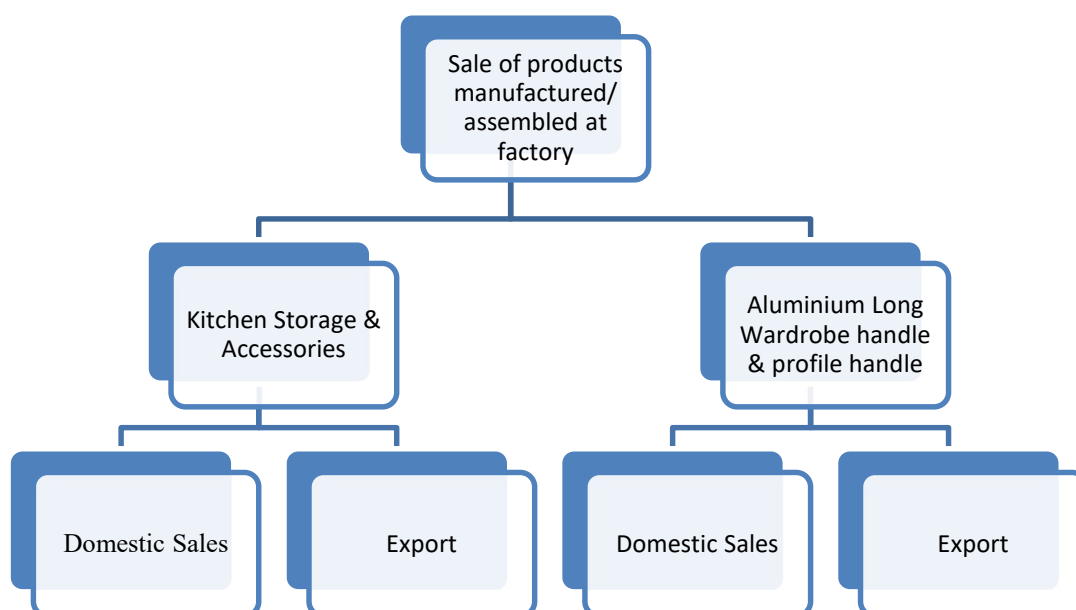 Sale of products
manufactured/
assembled at
factory
Kitchen Storage &
Accessories
Aluminium Long
Wardrobe handle
& profile handle
Domestic Sales
Export
Domestic Sales
Export